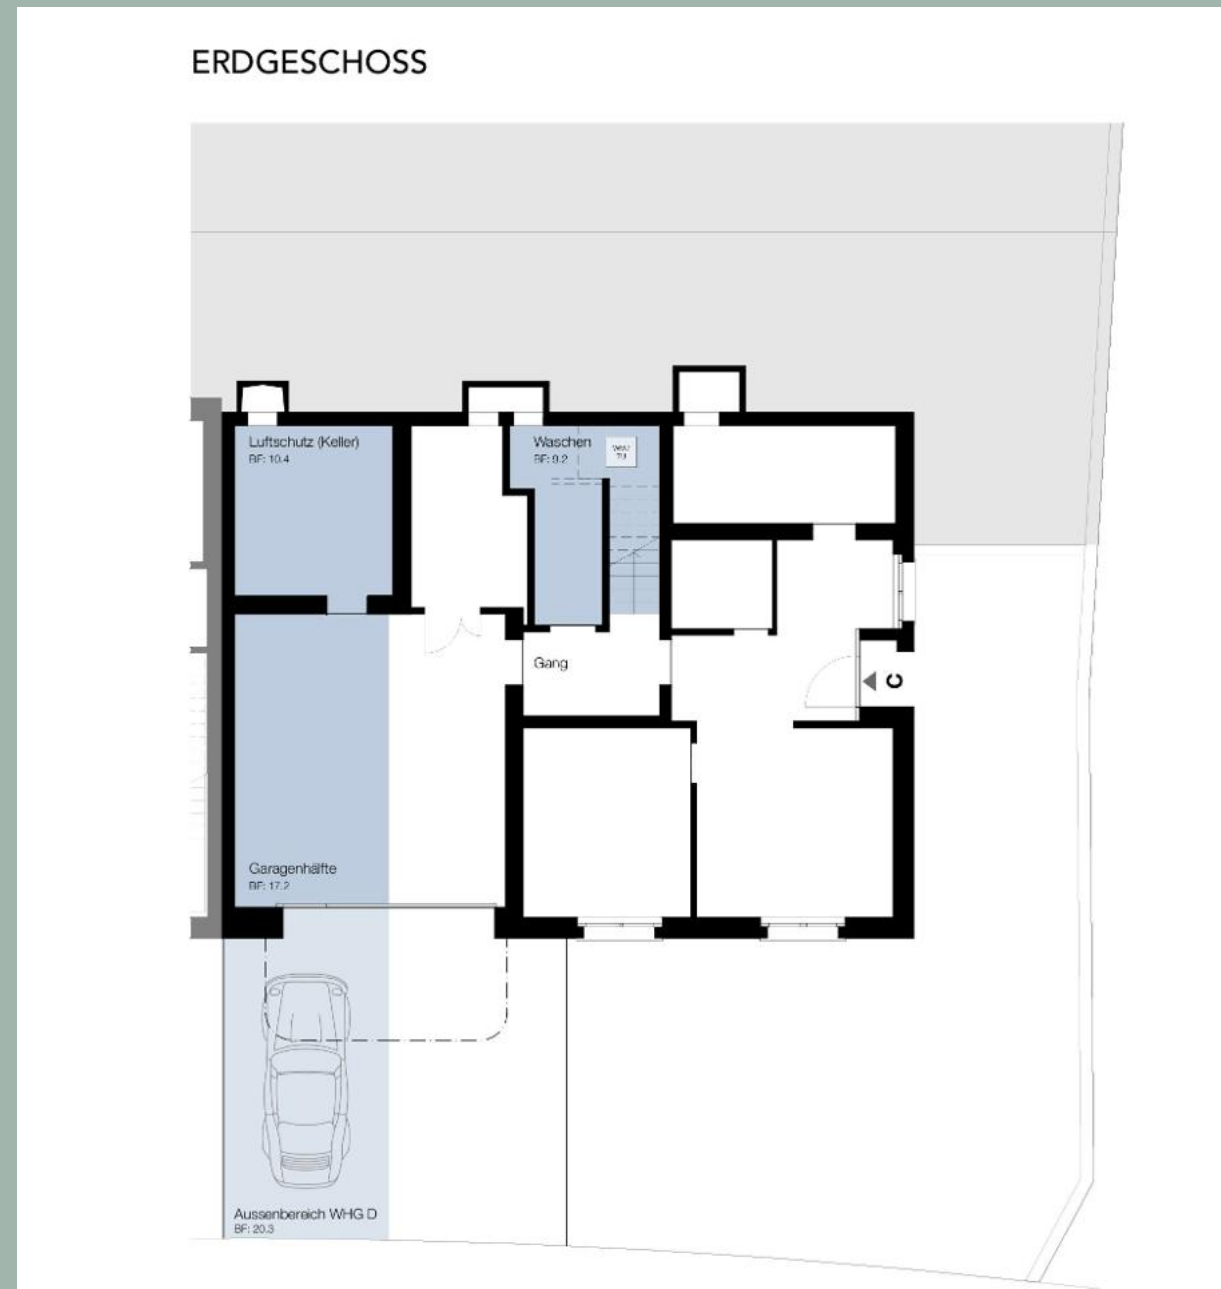 ERDGESCHOSS
Luftschutz (Keller)
BF: 10.4
Waschen
BF: 9.2
Gang
C
Garagenhälfte
BF: 17.2
Aussenbereich WHG D
BF: 20.3